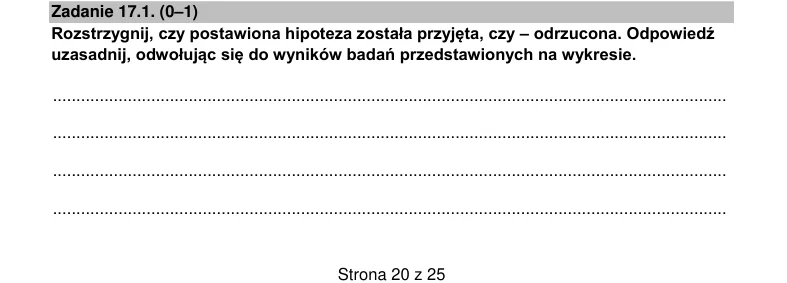 Zadanie 17.1. (0–1)
Rozstrzygnij, czy postawiona hipoteza została przyjęta, czy – odrzucona. Odpowiedź
uzasadnij, odwołując się do wyników badań przedstawionych na wykresie.
....................................................................................................................................................
....................................................................................................................................................
....................................................................................................................................................
....................................................................................................................................................
Strona 20 z 25